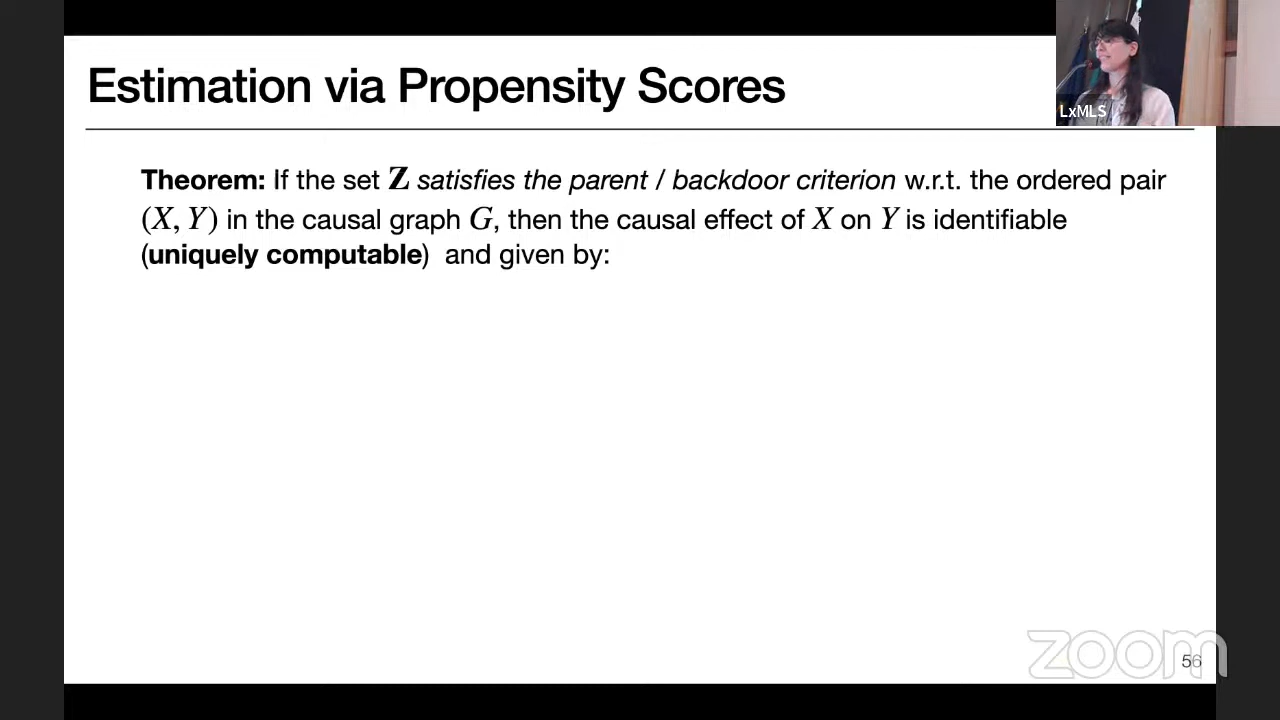 Estimation via Propensity Scores
LxMLS
Theorem: If the set Z satisfies the parent / backdoor criterion w.r.t. the ordered pair
(X, Y) in the causal graph G, then the causal effect of X on Y is identifiable
(uniquely computable) and given by:
zoom
56